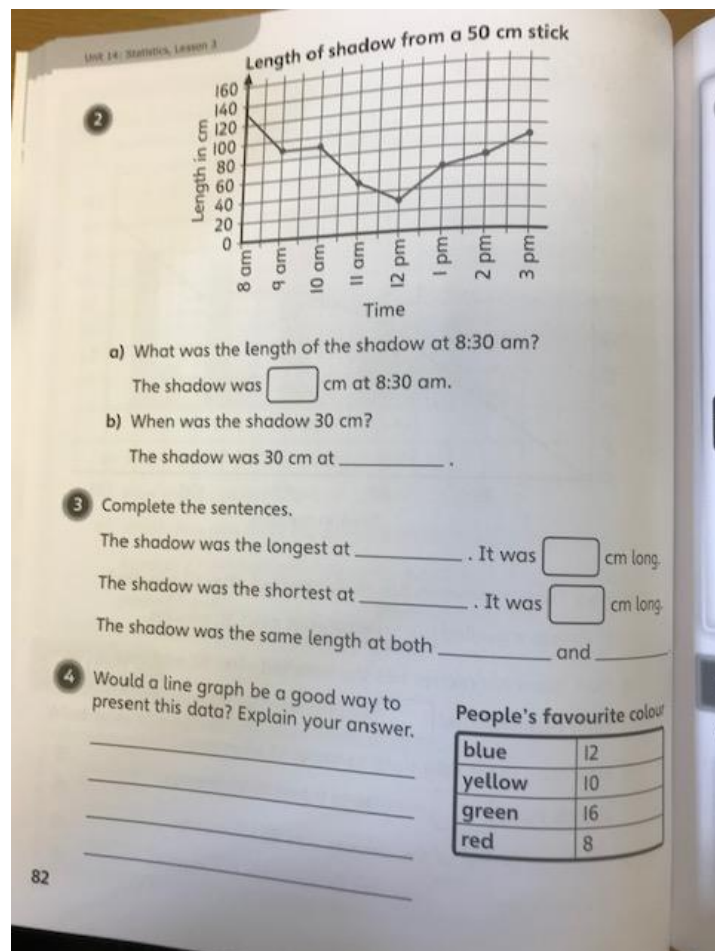 Unit 14: Statistics, Lesson 3
Length of shadow from a 50 cm stick
2
Length in cm
160
140
120
100
80
60
40
20
0
8 am
9 am
10 am
11 am
12 pm
1 pm
2 pm
3 pm
Time
a) What was the length of the shadow at 8:30 am?
The shadow was cm at 8:30 am.
b) When was the shadow 30 cm?
The shadow was 30 cm at .
3 Complete the sentences.
The shadow was the longest at . It was cm long.
The shadow was the shortest at . It was cm long.
The shadow was the same length at both and
4 Would a line graph be a good way to
present this data? Explain your answer.
People's favourite colour
blue 12
yellow 10
green 16
red 8
82